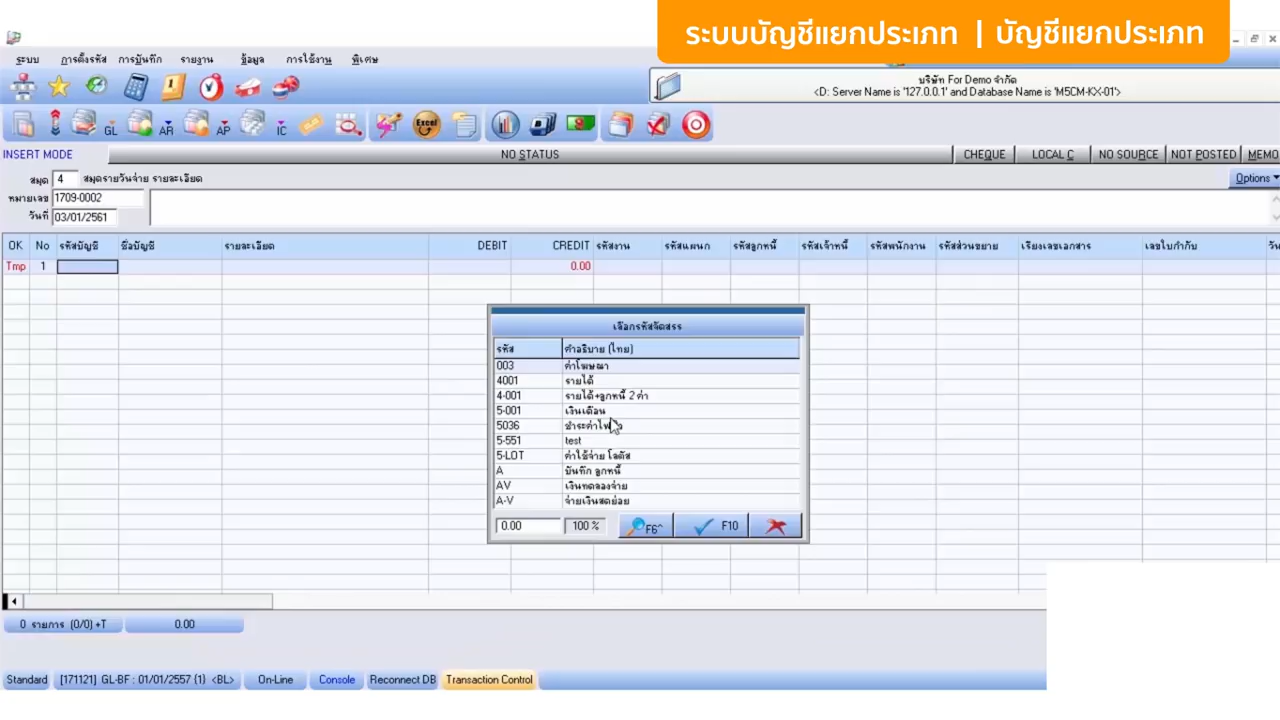 ระบบบัญชีแยกประเภท | บัญชีแยกประเภท
ระบบ การตั้งรหัส การบันทึก รายงาน ข้อมูล การใช้งาน พิเศษ
บริษัท For Demo จำกัด
<D: Server Name is '127.0.0.1' and Database Name is 'M5CM-KX-01'>
GL AR AP IC Excel
INSERT MODE NO STATUS CHEQUE LOCAL C NO SOURCE NOT POSTED MEMO
สมุด 4 สมุดรายวันจ่าย รายละเอียด Options
หมายเลข 1709-0002
วันที่ 03/01/2561
OK No รหัสบัญชี ชื่อบัญชี รายละเอียด DEBIT CREDIT รหัสงาน รหัสแผนก รหัสลูกหนี้ รหัสเจ้าหนี้ รหัสพนักงาน รหัสส่วนขยาย เรียงเลขเอกสาร เลขใบกำกับ วัน
Tmp 1 0.00
เลือกรหัสจัดสรร
รหัส คำอธิบาย (ไทย)
003 ค่าโฆษณา
4001 รายได้
4-001 รายได้+ลูกหนี้ 2 ค่า
5-001 เงินเดือน
5036
5-551 test
5-LOT ค่าใช้จ่าย โลตัส
A บันทึก ลูกหนี้
AV เงินทดลองจ่าย
A-V จ่ายเงินสดย่อย
0.00 100 % F6^ F10
0 รายการ (0/0) +T 0.00
Standard [171121] GL-BF : 01/01/2557 (1) <BL> On-Line Console Reconnect DB Transaction Control